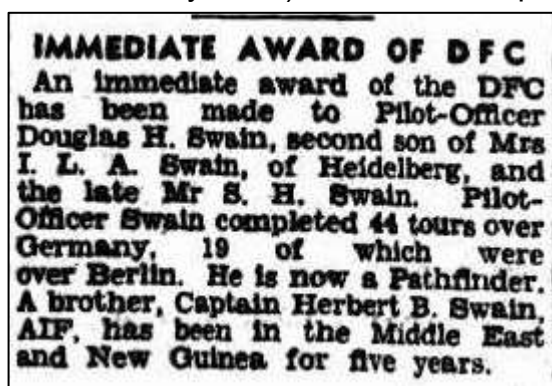 IMMEDIATE AWARD OF DFC
An immediate award of the DFC
has been made to Pilot-Officer
Douglas H. Swain, second son of Mrs
I. L. A. Swain, of Heidelberg, and
the late Mr S. H. Swain. Pilot-
Officer Swain completed 44 tours over
Germany, 19 of which were
over Berlin. He is now a Pathfinder.
A brother, Captain Herbert B. Swain,
AIF, has been in the Middle East
and New Guinea for five years.